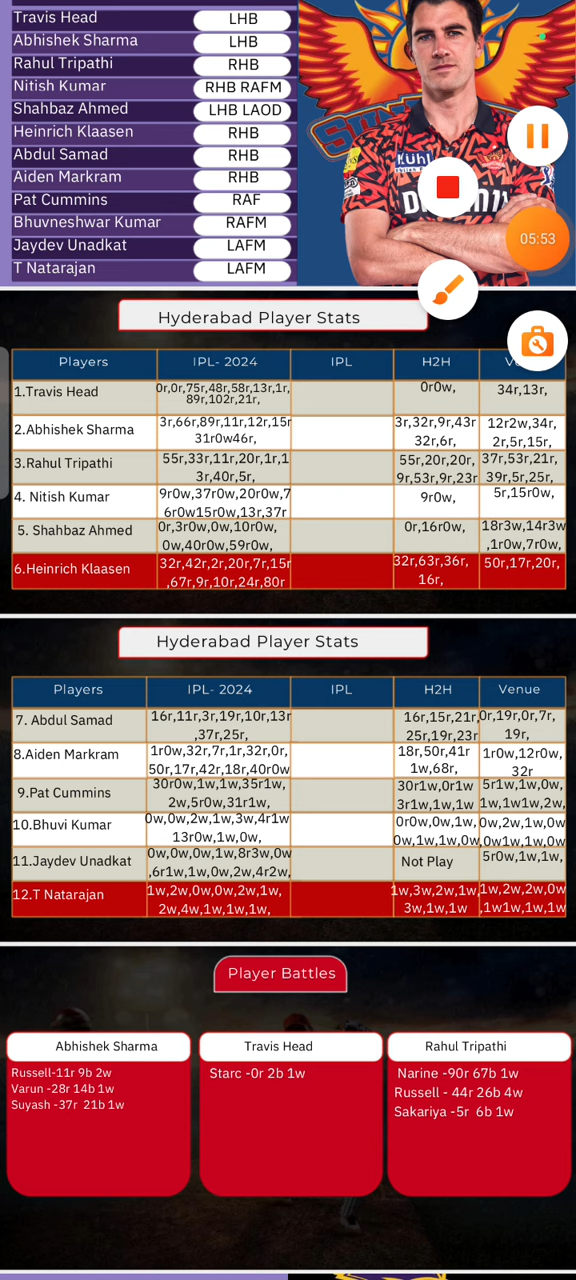 Travis Head LHB
Abhishek Sharma LHB
Rahul Tripathi RHB
Nitish Kumar RHB RAFM
Shahbaz Ahmed LHB LAOD
Heinrich Klaasen RHB
Abdul Samad RHB
Aiden Markram RHB
Pat Cummins RAF
Bhuvneshwar Kumar RAFM
Jaydev Unadkat LAFM
T Natarajan LAFM
05:53
Hyderabad Player Stats
Players IPL- 2024 IPL H2H
1.Travis Head 0r,0r,75r,48r,58r,13r,1r, 0r0w, 34r,13r,
89r,102r,21r,
2.Abhishek Sharma 3r,66r,89r,11r,12r,15r 3r,32r,9r,43r 12r2w,34r,
31r0w46r, 32r,6r, 2r,5r,15r,
3.Rahul Tripathi 55r,33r,11r,20r,1r,1 55r,20r,20r, 37r,53r,21r,
3r,40r,5r, 9r,53r,9r,23r 39r,5r,25r,
4. Nitish Kumar 9r0w,37r0w,20r0w,7 9r0w, 5r,15r0w,
6r0w15r0w,13r,37r
5. Shahbaz Ahmed 0r,3r0w,0w,10r0w, 0r,16r0w, 18r3w,14r3w
0w,40r0w,59r0w, ,1r0w,7r0w,
6.Heinrich Klaasen 32r,42r,2r,20r,7r,15r 32r,63r,36r, 50r,17r,20r,
,67r,9r,10r,24r,80r 16r,
Hyderabad Player Stats
Players IPL- 2024 IPL H2H Venue
7. Abdul Samad 16r,11r,3r,19r,10r,13r 16r,15r,21r, 0r,19r,0r,7r,
,37r,25r, 25r,19r,23r 19r,
8.Aiden Markram 1r0w,32r,7r,1r,32r,0r, 18r,50r,41r 1r0w,12r0w,
50r,17r,42r,18r,40r0w 1w,68r, 32r
9.Pat Cummins 30r0w,1w,1w,35r1w, 30r1w,0r1w 5r1w,1w,0w,
2w,5r0w,31r1w, 3r1w,1w,1w 1w,1w1w,2w,
10.Bhuvi Kumar 0w,0w,2w,1w,3w,4r1w 0r0w,0w,1w, 0w,2w,1w,0w
13r0w,1w,0w, 0w,1w,1w,0w ,0w1w,1w,0w
11.Jaydev Unadkat 0w,0w,0w,1w,8r3w,0w Not Play 5r0w,1w,1w,
,6r1w,1w,0w,2w,4r2w,
12.T Natarajan 1w,2w,0w,0w,2w,1w, 1w,3w,2w,1w, 1w,2w,2w,0w
2w,4w,1w,1w,1w, 3w,1w,1w ,1w1w,1w,1w
Player Battles
Abhishek Sharma Travis Head Rahul Tripathi
Russell-11r 9b 2w Starc -0r 2b 1w Narine -90r 67b 1w
Varun -28r 14b 1w Russell - 44r 26b 4w
Suyash -37r 21b 1w Sakariya -5r 6b 1w